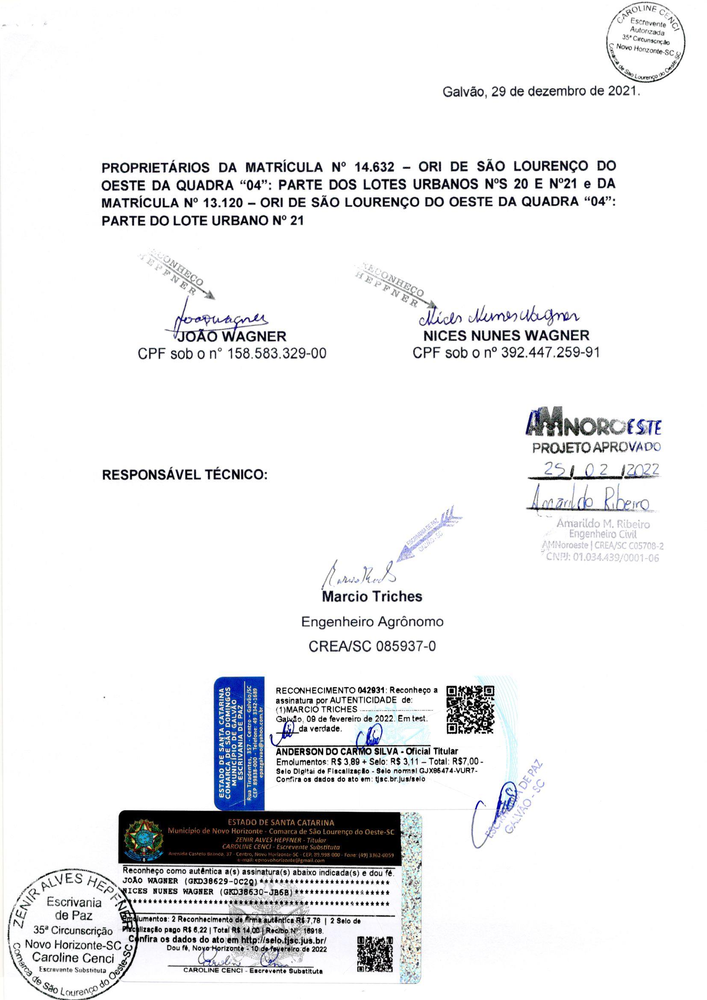 CAROLINE CENCI
Escrevente
Autorizada
35ª Circunscrição
Novo Horizonte-SC
Comarca de São Lourenço do Oeste-SC
Galvão, 29 de dezembro de 2021.
PROPRIETÁRIOS DA MATRÍCULA Nº 14.632 – ORI DE SÃO LOURENÇO DO
OESTE DA QUADRA “04”: PARTE DOS LOTES URBANOS NºS 20 E Nº21 e DA
MATRÍCULA Nº 13.120 – ORI DE SÃO LOURENÇO DO OESTE DA QUADRA “04”:
PARTE DO LOTE URBANO Nº 21
RECONHEÇO
HEPFNER
RECONHEÇO
HEPFNER
João Wagner
Nices Nunes Wagner
JOÃO WAGNER
NICES NUNES WAGNER
CPF sob o n° 158.583.329-00
CPF sob o nº 392.447.259-91
AMNOROESTE
PROJETO APROVADO
25/02/2022
Amarildo Ribeiro
Amarildo M. Ribeiro
Engenheiro Civil
AMNoroeste | CREA/SC C05708-2
CNPJ: 01.034.439/0001-06
RESPONSÁVEL TÉCNICO:
ESCRIVANIA DE PAZ
GALVÃO - SC
Marcio Triches
Engenheiro Agrônomo
CREA/SC 085937-0
ESTADO DE SANTA CATARINA
COMARCA DE SÃO DOMINGOS
MUNICÍPIO DE GALVÃO
ESCRIVANIA DE PAZ
Rua Tiradentes, 357 - Centro - Galvão/SC
CEP 89838-000 - Telefone: 49 3342-1689
epazgalvao@yahoo.com.br
RECONHECIMENTO 042931: Reconheço a
assinatura por AUTENTICIDADE de:
(1)MARCIO TRICHES
Galvão, 09 de fevereiro de 2022. Em test.
da verdade.
ANDERSON DO CARMO SILVA - Oficial Titular
Emolumentos: R$ 3,89 + Selo: R$ 3,11 – Total: R$7,00 -
Selo Digital de Fiscalização - Selo normal GJX86474-VUR7-
Confira os dados do ato em: tjsc.br.jus/selo
ESCRIVANIA DE PAZ
GALVÃO - SC
ESTADO DE SANTA CATARINA
Município de Novo Horizonte - Comarca de São Lourenço do Oeste-SC
ZENIR ALVES HEPFNER - Titular
CAROLINE CENCI - Escrevente Substituta
Avenida Castelo Branco, 37 - Centro, Novo Horizonte-SC - CEP. 89.998-000 - Fone: (49) 3362-0059
e-mail: epnovohorizonte@gmail.com
Reconheço como autêntica a(s) assinatura(s) abaixo indicada(s) e dou fé.
JOÃO WAGNER (GKD38629-0C2Q)**************************
NICES NUNES WAGNER (GKD38630-JB6B)*******************
*****************************************************
Emolumentos: 2 Reconhecimento de firma autêntica R$ 7,78 | 2 Selo de
Fiscalização pago R$ 6,22 | Total R$ 14,00 | Recibo Nº: 16918.
Confira os dados do ato em http://selo.tjsc.jus.br/
Dou fé, Novo Horizonte - 10 de fevereiro de 2022
Caroline Cenci
CAROLINE CENCI - Escrevente Substituta
ZENIR ALVES HEPFNER
Escrivania
de Paz
35ª Circunscrição
Novo Horizonte-SC
Caroline Cenci
Escrevente Substituta
Comarca de São Lourenço do Oeste-SC